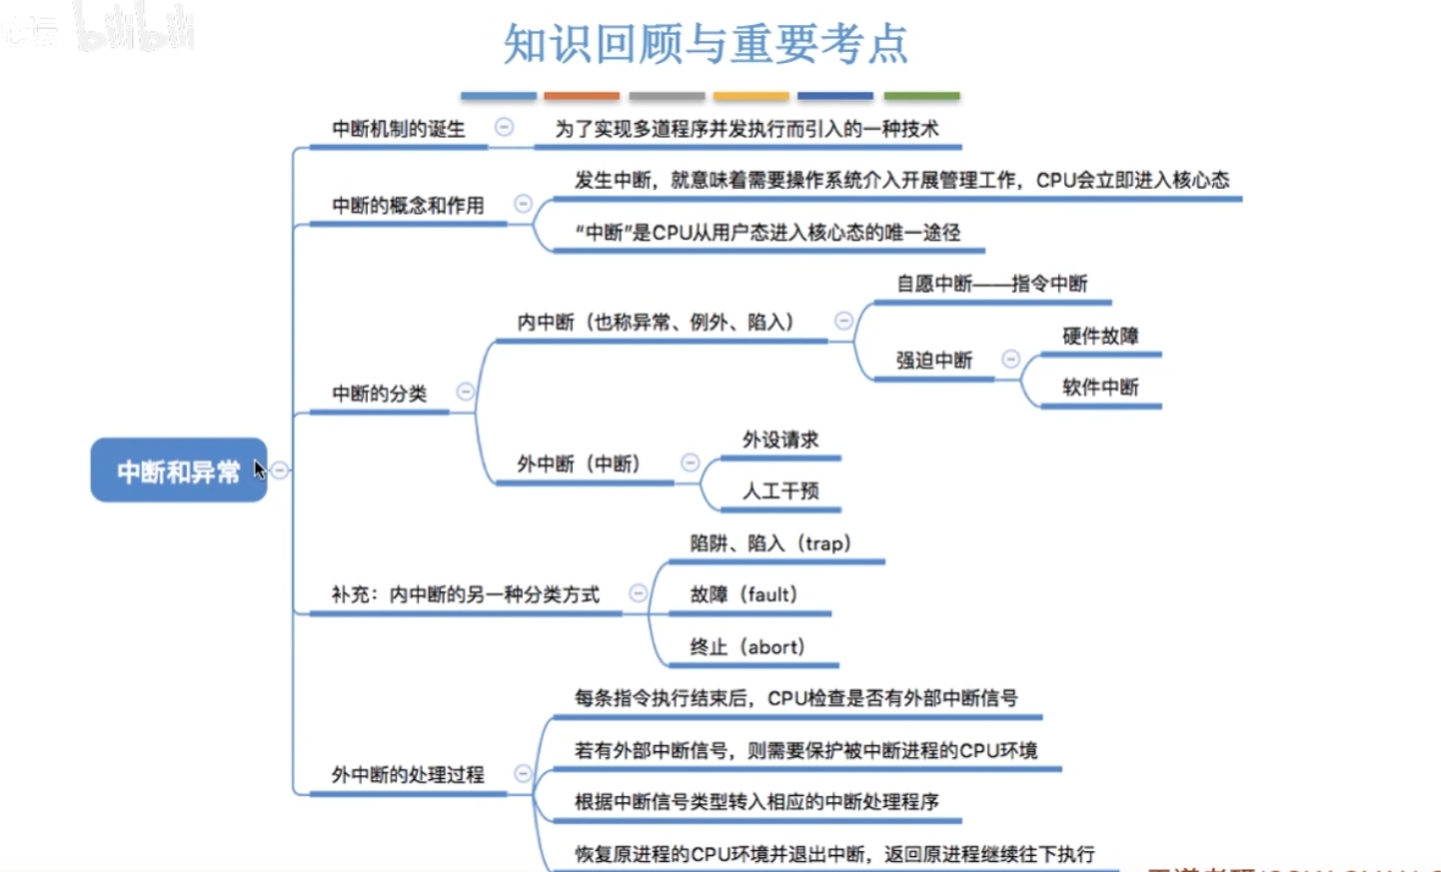 论坛 bilibili
知识回顾与重要考点
中断机制的诞生
为了实现多道程序并发执行而引入的一种技术
发生中断，就意味着需要操作系统介入开展管理工作，CPU会立即进入核心态
中断的概念和作用
“中断”是CPU从用户态进入核心态的唯一途径
自愿中断——指令中断
内中断（也称异常、例外、陷入）
硬件故障
强迫中断
软件中断
中断的分类
外设请求
外中断（中断）
人工干预
中断和异常
陷阱、陷入（trap）
补充：内中断的另一种分类方式
故障（fault）
终止（abort）
每条指令执行结束后，CPU检查是否有外部中断信号
若有外部中断信号，则需要保护被中断进程的CPU环境
外中断的处理过程
根据中断信号类型转入相应的中断处理程序
恢复原进程的CPU环境并退出中断，返回原进程继续往下执行